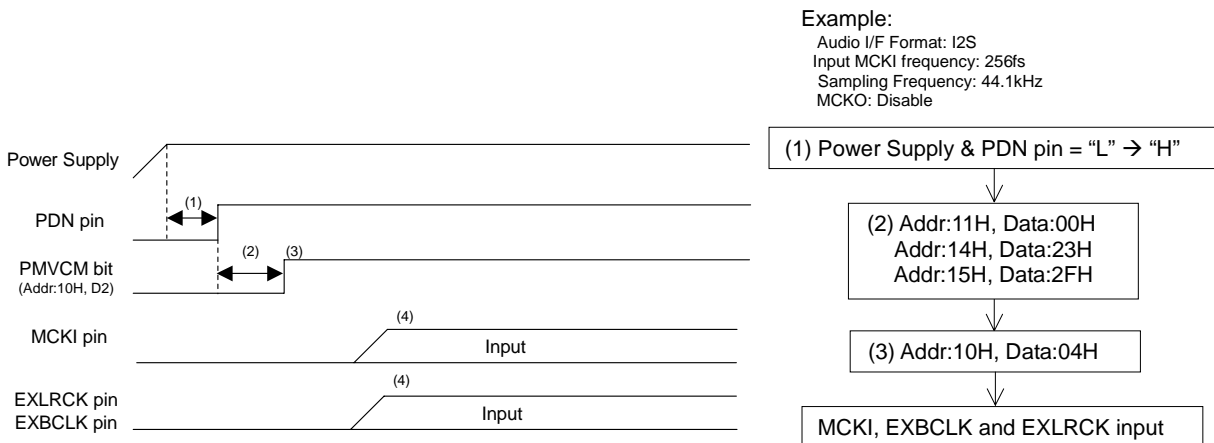 Example:
Audio I/F Format: I2S
Input MCKI frequency: 256fs
Sampling Frequency: 44.1kHz
MCKO: Disable
Power Supply
(1)
PDN pin
(2)
(3)
PMVCM bit
(Addr:10H, D2)
(4)
MCKI pin
Input
(4)
EXLRCK pin
EXBCLK pin
Input
(1) Power Supply & PDN pin = “L” → “H”
(2) Addr:11H, Data:00H
Addr:14H, Data:23H
Addr:15H, Data:2FH
(3) Addr:10H, Data:04H
MCKI, EXBCLK and EXLRCK input